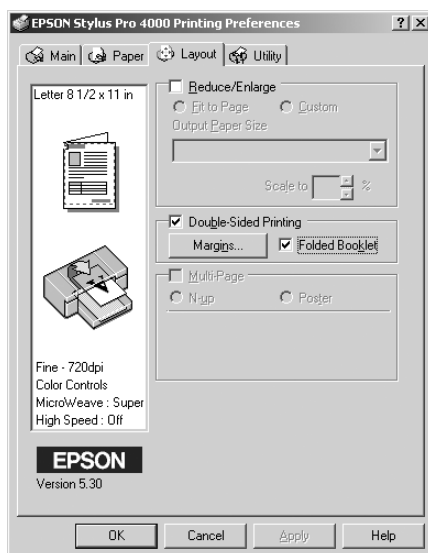 EPSON Stylus Pro 4000 Printing Preferences
Main
Paper
Layout
Utility
Letter 8 1/2 x 11 in
Fine - 720dpi
Color Controls
MicroWeave : Super
High Speed : Off
EPSON
Version 5.30
Reduce/Enlarge
Fit to Page
Custom
Output Paper Size
Scale to %
Double-Sided Printing
Margins...
Folded Booklet
Multi-Page
N-up
Poster
OK
Cancel
Apply
Help